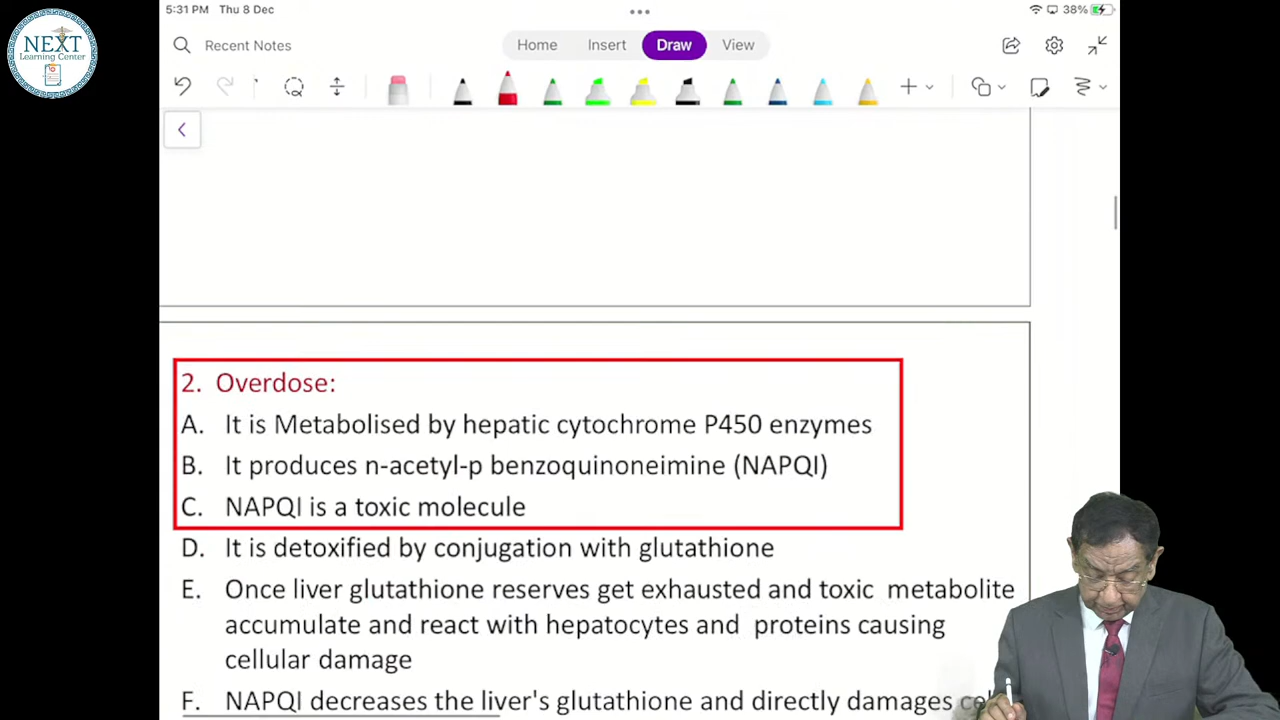 5:31 PM Thu 8 Dec
38%
NEXT
Learning Center
Recent Notes
Home Insert Draw View
2. Overdose:
A. It is Metabolised by hepatic cytochrome P450 enzymes
B. It produces n-acetyl-p benzoquinoneimine (NAPQI)
C. NAPQI is a toxic molecule
D. It is detoxified by conjugation with glutathione
E. Once liver glutathione reserves get exhausted and toxic metabolite
accumulate and react with hepatocytes and proteins causing
cellular damage
F. NAPQI decreases the liver's glutathione and directly damages